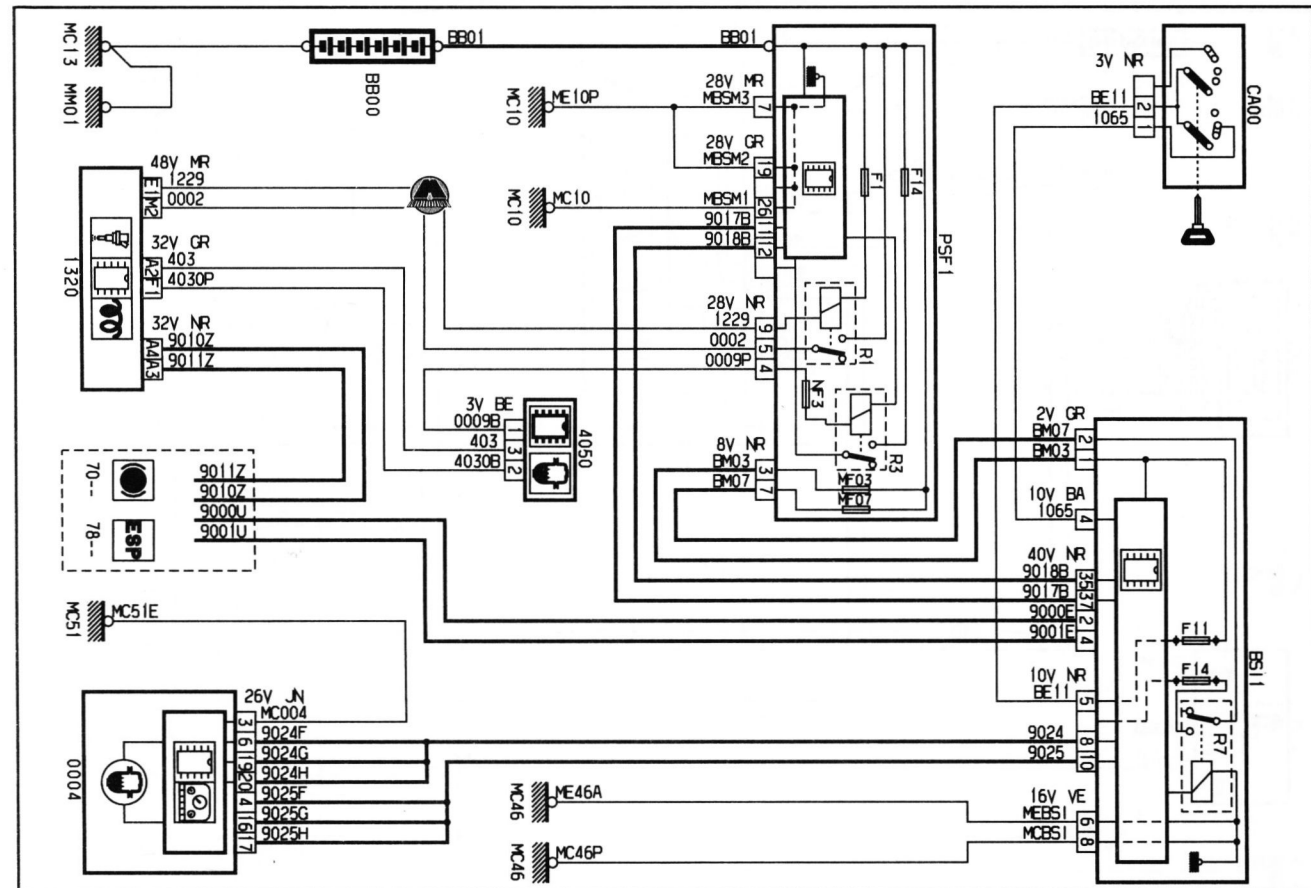 MC13
MM01
BB00
BB01
BB01
28V MR
MBSM3
7
ME10P
MC10
28V GR
MBSM2
19
MBSM1
26
MC10
MC10
9017B
11
9018B
12
F1
F14
PSF1
3V NR
BE11
2
1065
1
CA00
48V MR
1229
E1
0002
M2
32V GR
403
A2
4030P
F1
32V NR
9010Z
A4
9011Z
A3
1320
28V NR
1229
9
0002
5
0009P
4
R1
NF3
R3
3V BE
0009B
1
403
3
4030B
2
4050
8V NR
BM03
3
BM07
7
MF03
MF07
2V GR
BM07
2
BM03
1
10V BA
1065
4
40V NR
9018B
35
9017B
37
9000E
2
9001E
4
F11
F14
BSI1
10V NR
BE11
5
9024
8
9025
10
R7
16V VE
MEBSI
6
MCBSI
8
70--
9011Z
9010Z
9000U
9001U
78--
ESP
MC51
MC51E
26V JN
MC004
3
9024F
6
9024G
19
9024H
20
9025F
4
9025G
16
9025H
17
0004
MC46
ME46A
MC46
MC46P